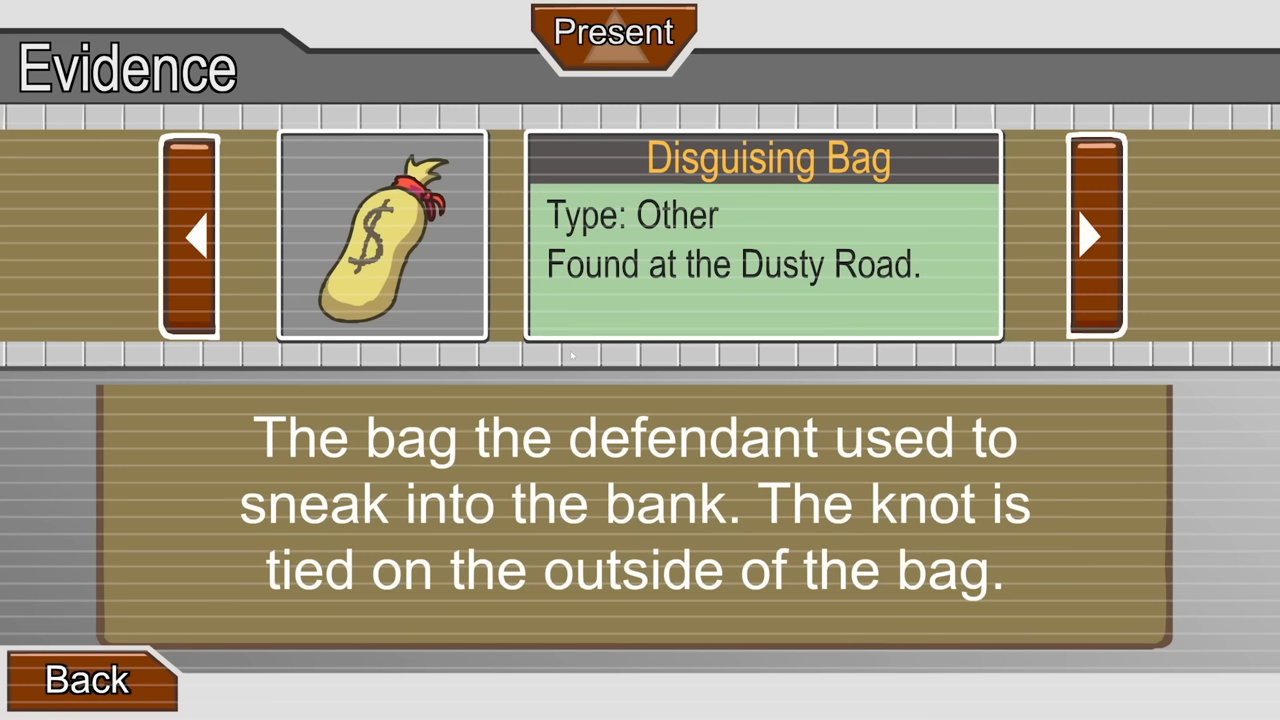 Present
Evidence
Disguising Bag
Type: Other
Found at the Dusty Road.
$
The bag the defendant used to
sneak into the bank. The knot is
tied on the outside of the bag.
Back